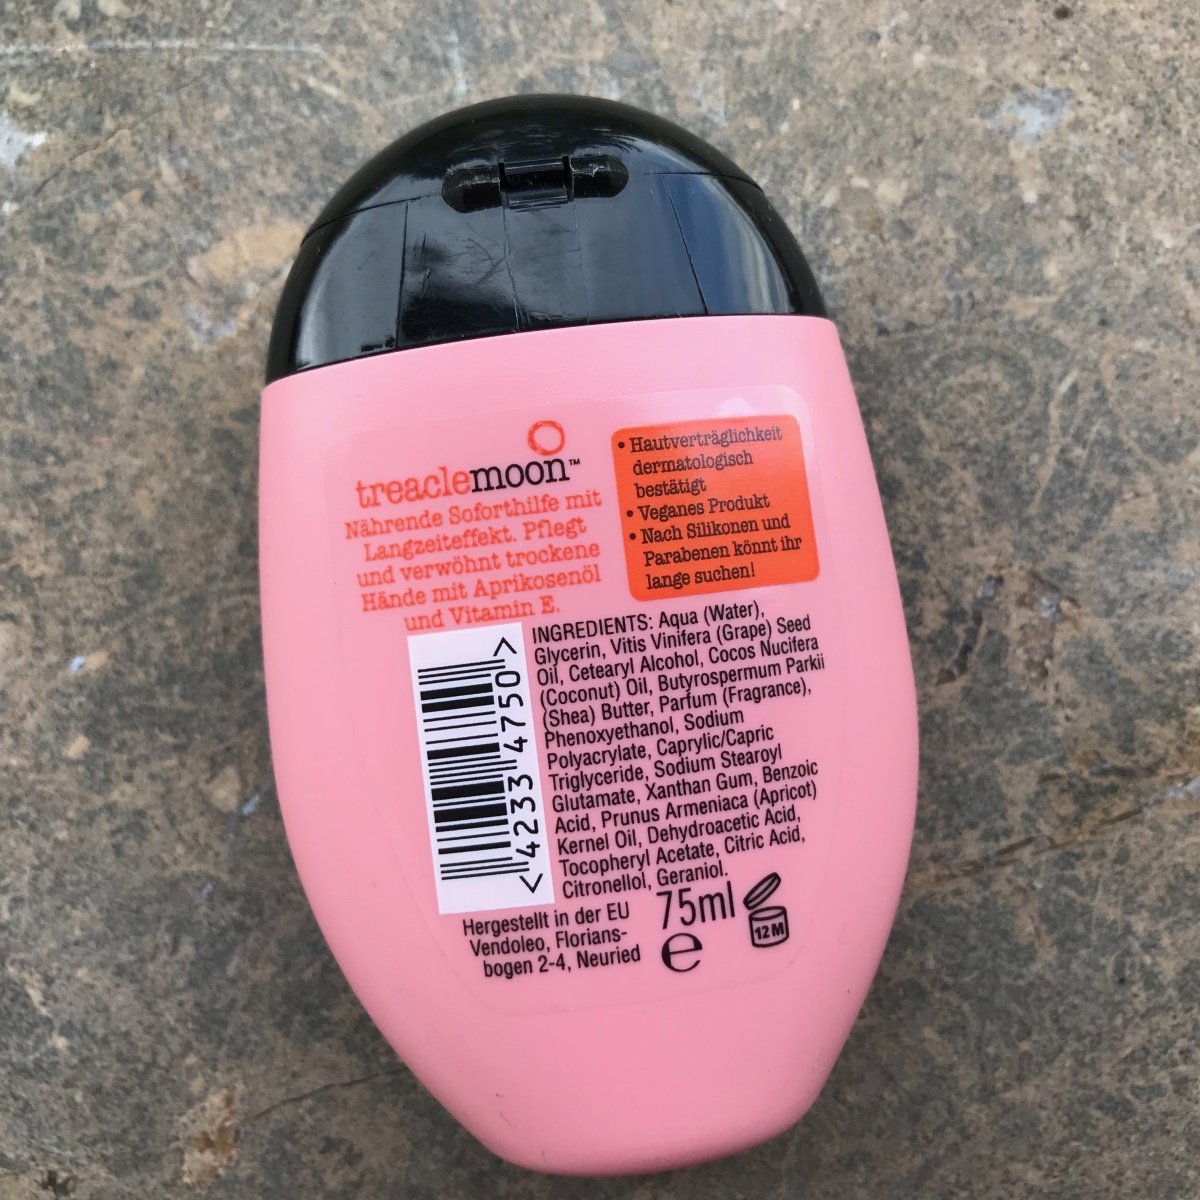 treaclemoon™
Nährende Soforthilfe mit
Langzeiteffekt. Pflegt
und verwöhnt trockene
Hände mit Aprikosenöl
und Vitamin E.
• Hautverträglichkeit
dermatologisch
bestätigt
• Veganes Produkt
• Nach Silikonen und
Parabenen könnt ihr
lange suchen!
INGREDIENTS: Aqua (Water),
Glycerin, Vitis Vinifera (Grape) Seed
Oil, Cetearyl Alcohol, Cocos Nucifera
(Coconut) Oil, Butyrospermum Parkii
(Shea) Butter, Parfum (Fragrance),
Phenoxyethanol, Sodium
Polyacrylate, Caprylic/Capric
Triglyceride, Sodium Stearoyl
Glutamate, Xanthan Gum, Benzoic
Acid, Prunus Armeniaca (Apricot)
Kernel Oil, Dehydroacetic Acid,
Tocopheryl Acetate, Citric Acid,
Citronellol, Geraniol.
<4233 4750>
Hergestellt in der EU
Vendoleo, Florians-
bogen 2-4, Neuried
75ml
e
12M